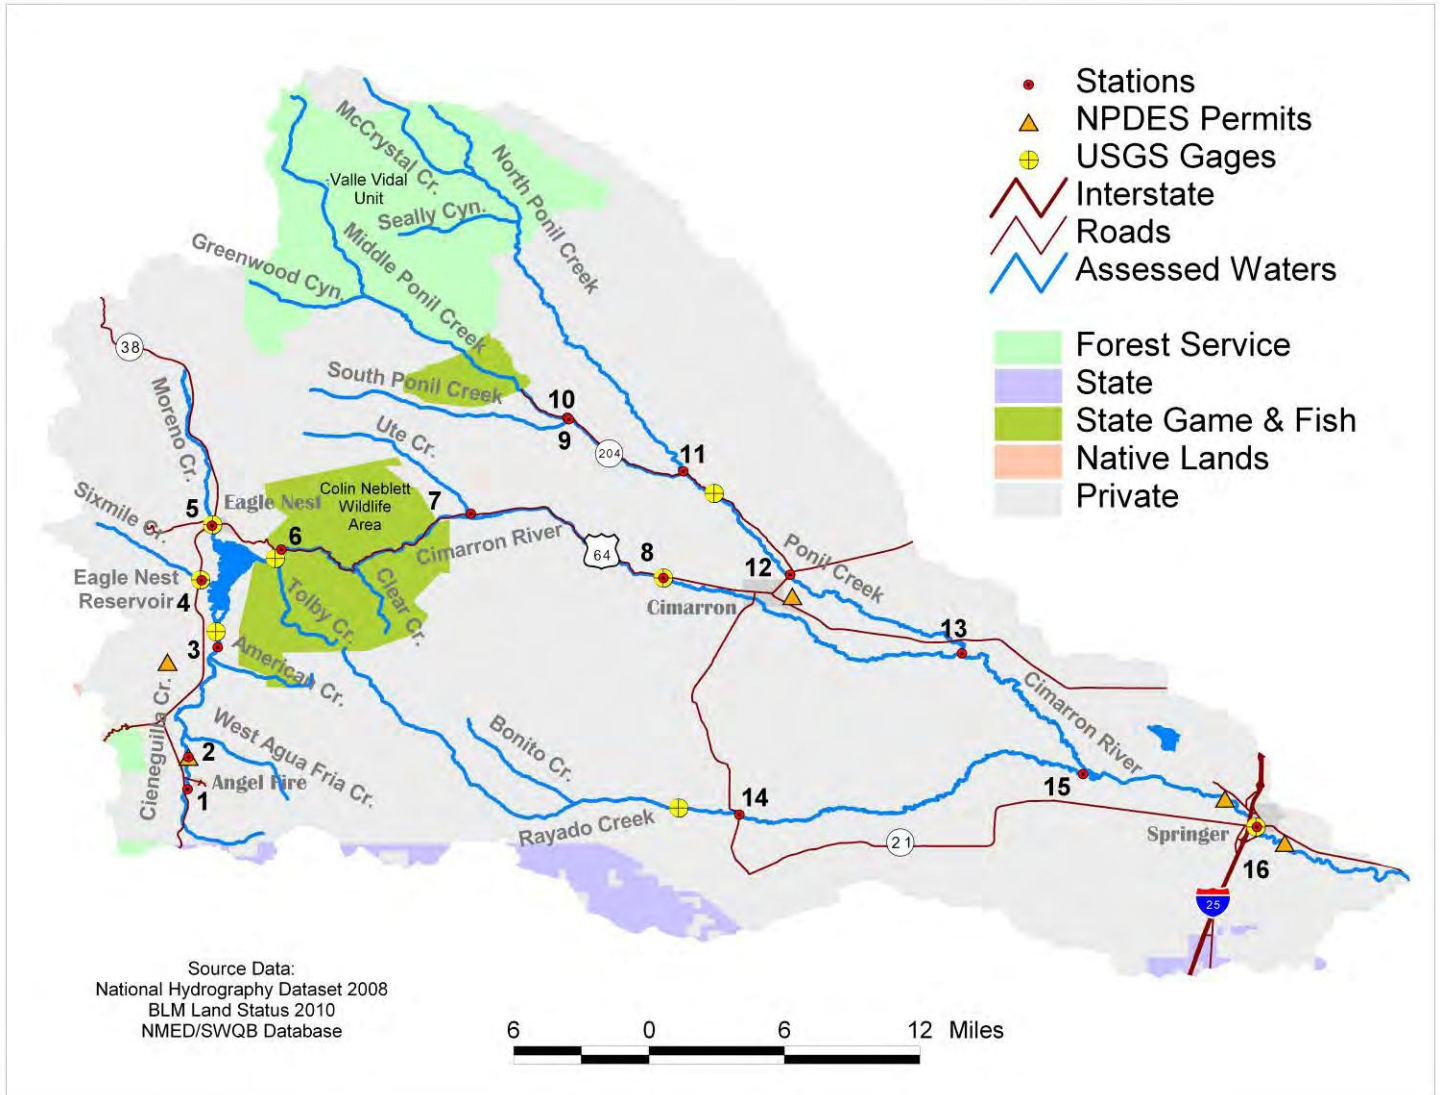 Stations
NPDES Permits
USGS Gages
Interstate
Roads
Assessed Waters
Forest Service
State
State Game & Fish
Native Lands
Private
McCrystal Cr.
North Ponil Creek
Valle Vidal
Unit
Seally Cyn.
Middle Ponil Creek
Greenwood Cyn.
38
South Ponil Creek
Moreno Cr.
10
9
204
11
Ute Cr.
Sixmile Cr.
5
Eagle Nest
Colin Neblett
Wildlife
Area
7
6
Cimarron River
64
8
12
Ponil Creek
Eagle Nest
Reservoir
4
Tolby Cr.
Clear Cr.
Cimarron
13
3
American Cr.
Cimarron River
Cieneguilla Cr.
West Agua Fria Cr.
2
Angel Fire
1
Bonito Cr.
Rayado Creek
14
15
21
Springer
16
25
Source Data:
National Hydrography Dataset 2008
BLM Land Status 2010
NMED/SWQB Database
6 0 6 12 Miles